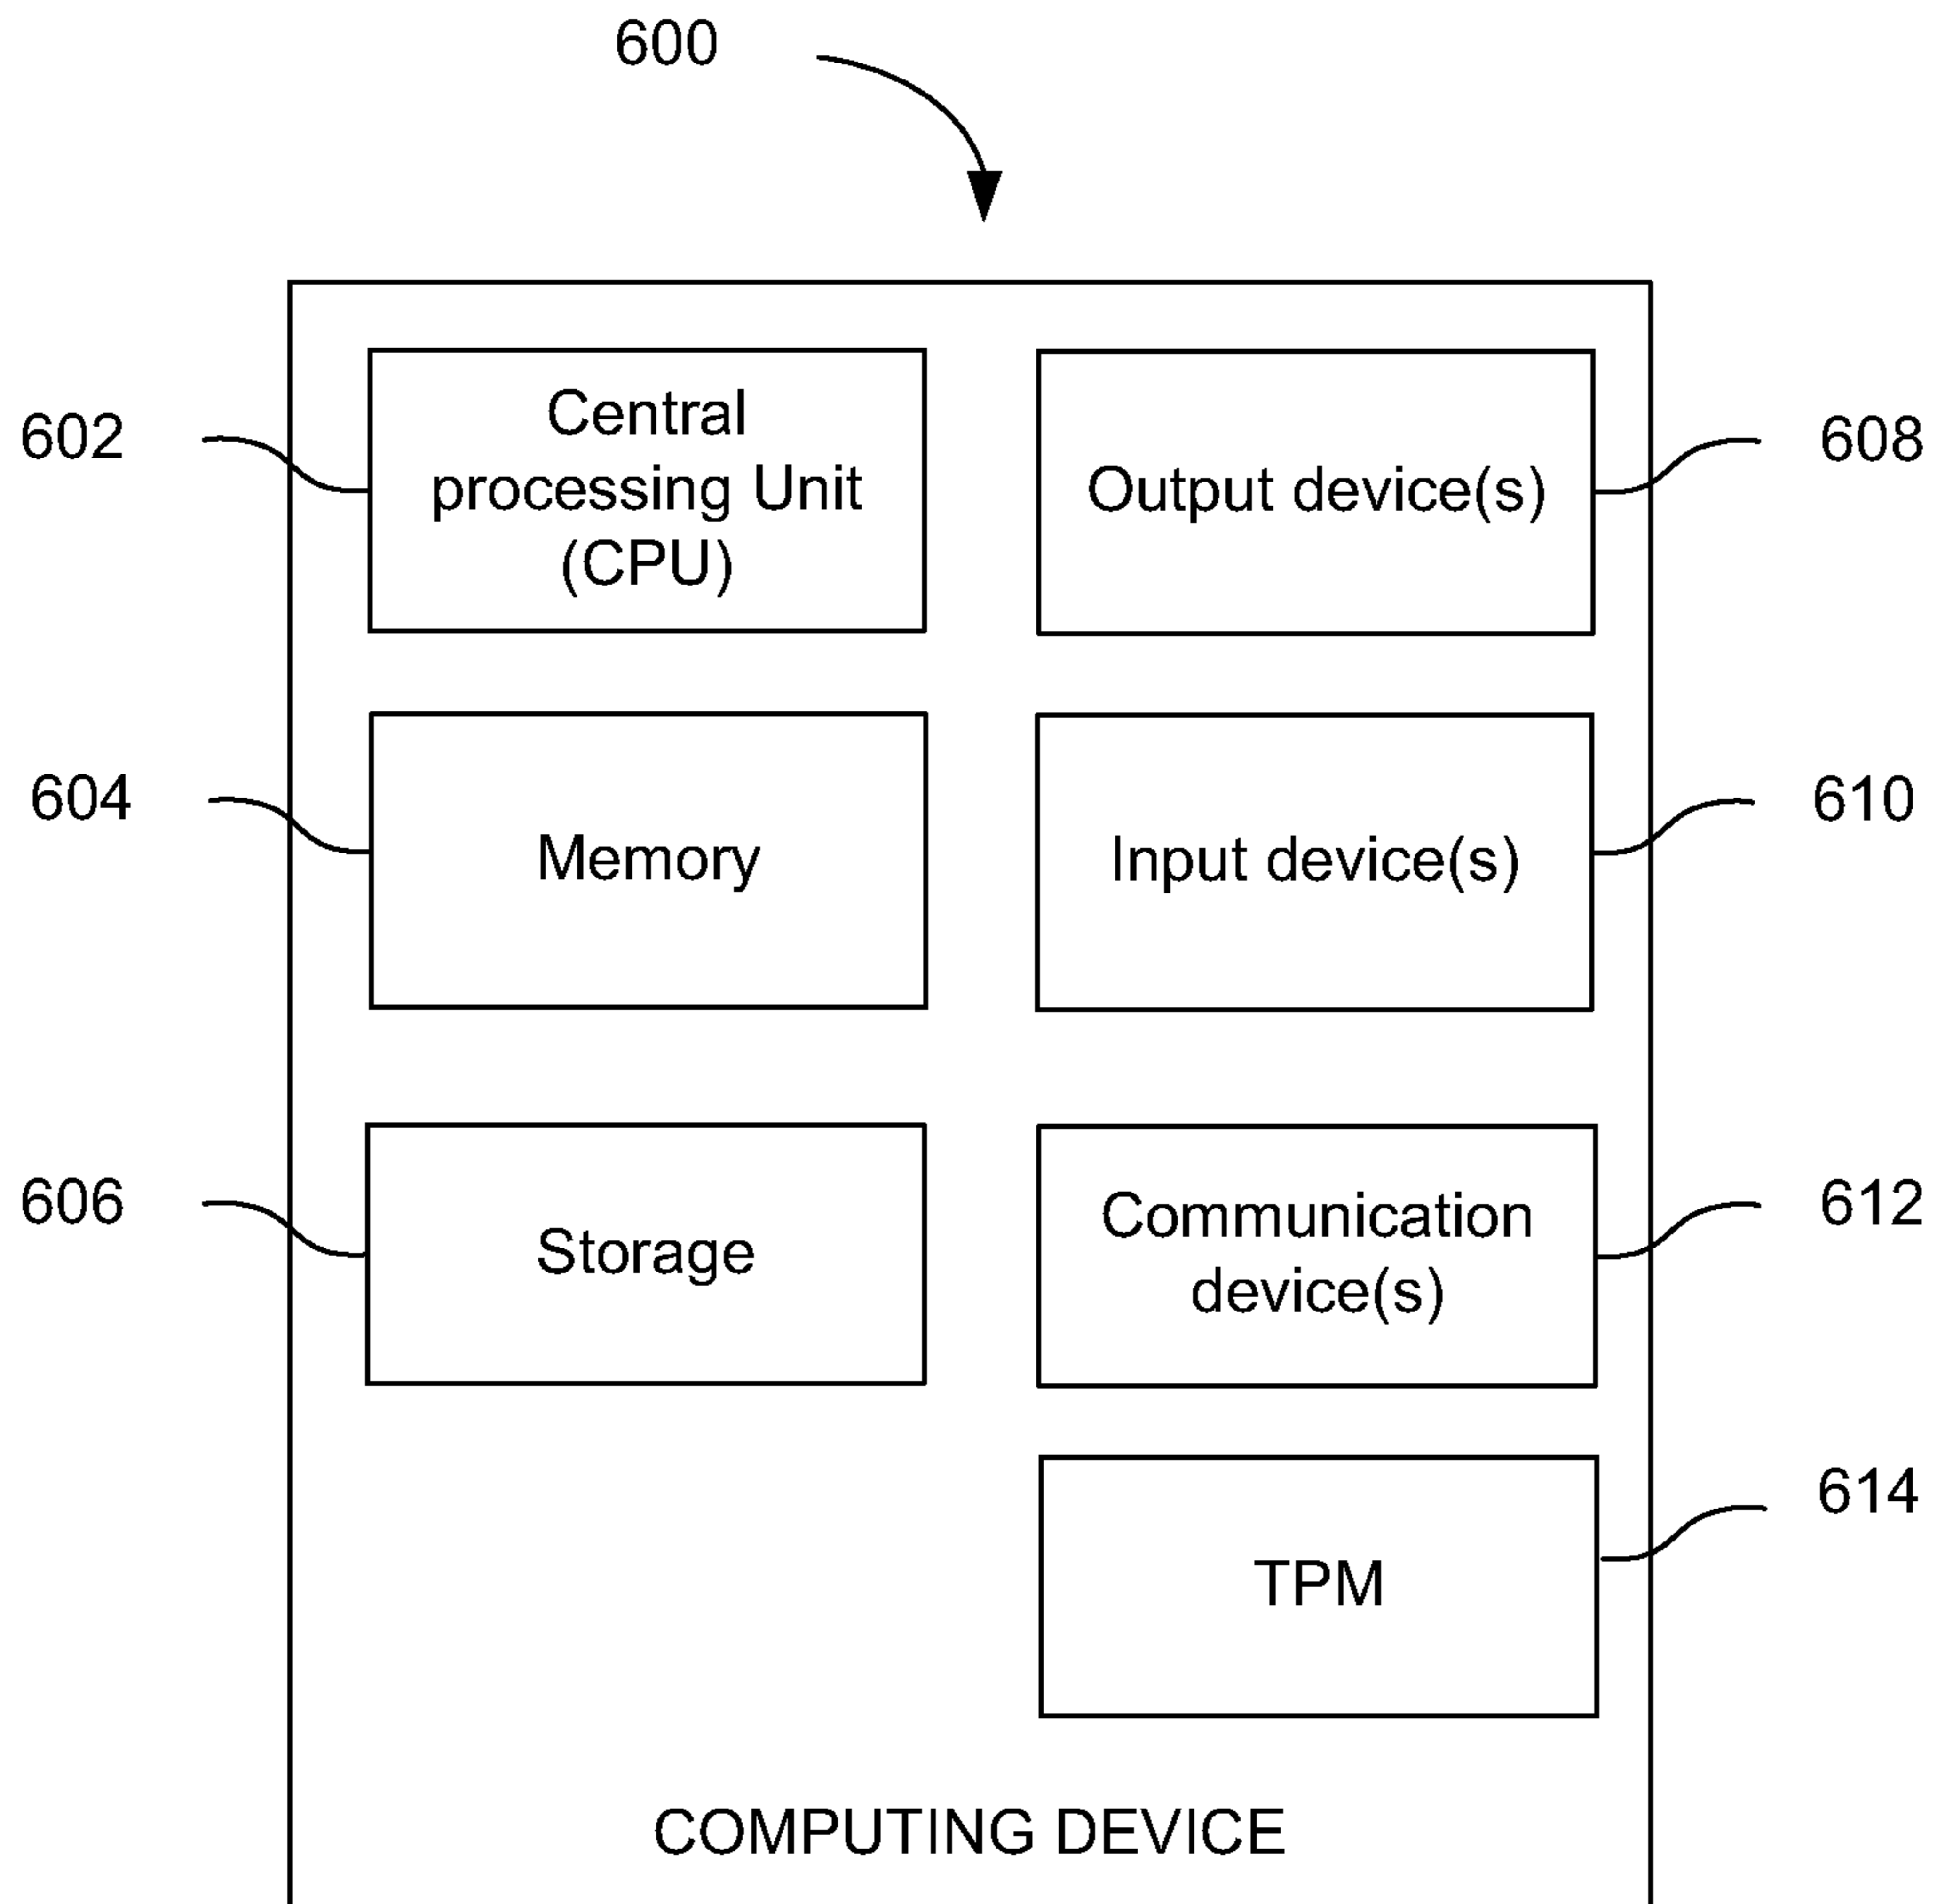 600
602
Central
processing Unit
(CPU)
Output device(s)
608
604
Memory
Input device(s)
610
606
Storage
Communication
device(s)
612
TPM
614
COMPUTING DEVICE